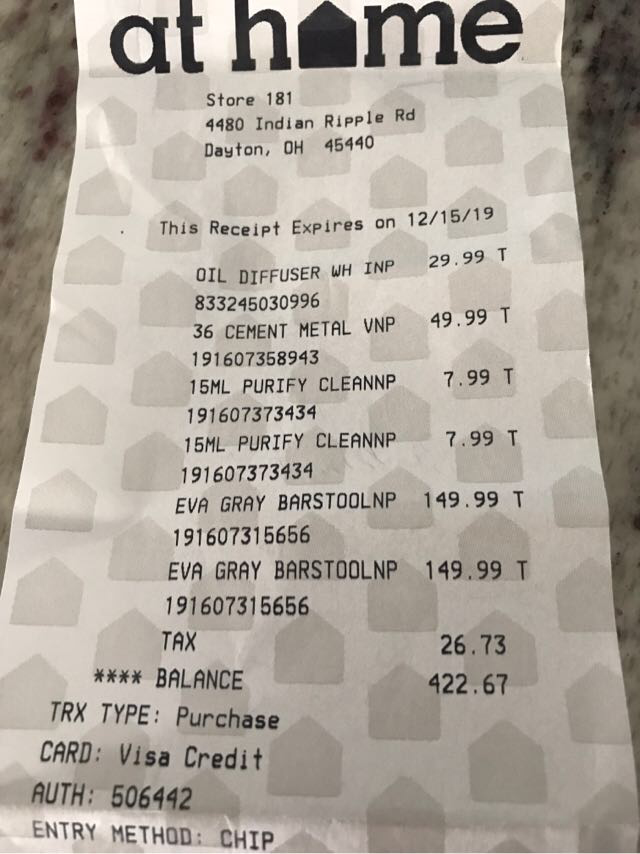 at home
Store 181
4480 Indian Ripple Rd
Dayton, OH 45440
This Receipt Expires on 12/15/19
OIL DIFFUSER WH INP 29.99 T
833245030996
36 CEMENT METAL VNP 49.99 T
191607358943
15ML PURIFY CLEANNP 7.99 T
191607373434
15ML PURIFY CLEANNP 7.99 T
191607373434
EVA GRAY BARSTOOLNP 149.99 T
191607315656
EVA GRAY BARSTOOLNP 149.99 T
191607315656
TAX 26.73
**** BALANCE 422.67
TRX TYPE: Purchase
CARD: Visa Credit
AUTH: 506442
ENTRY METHOD: CHIP